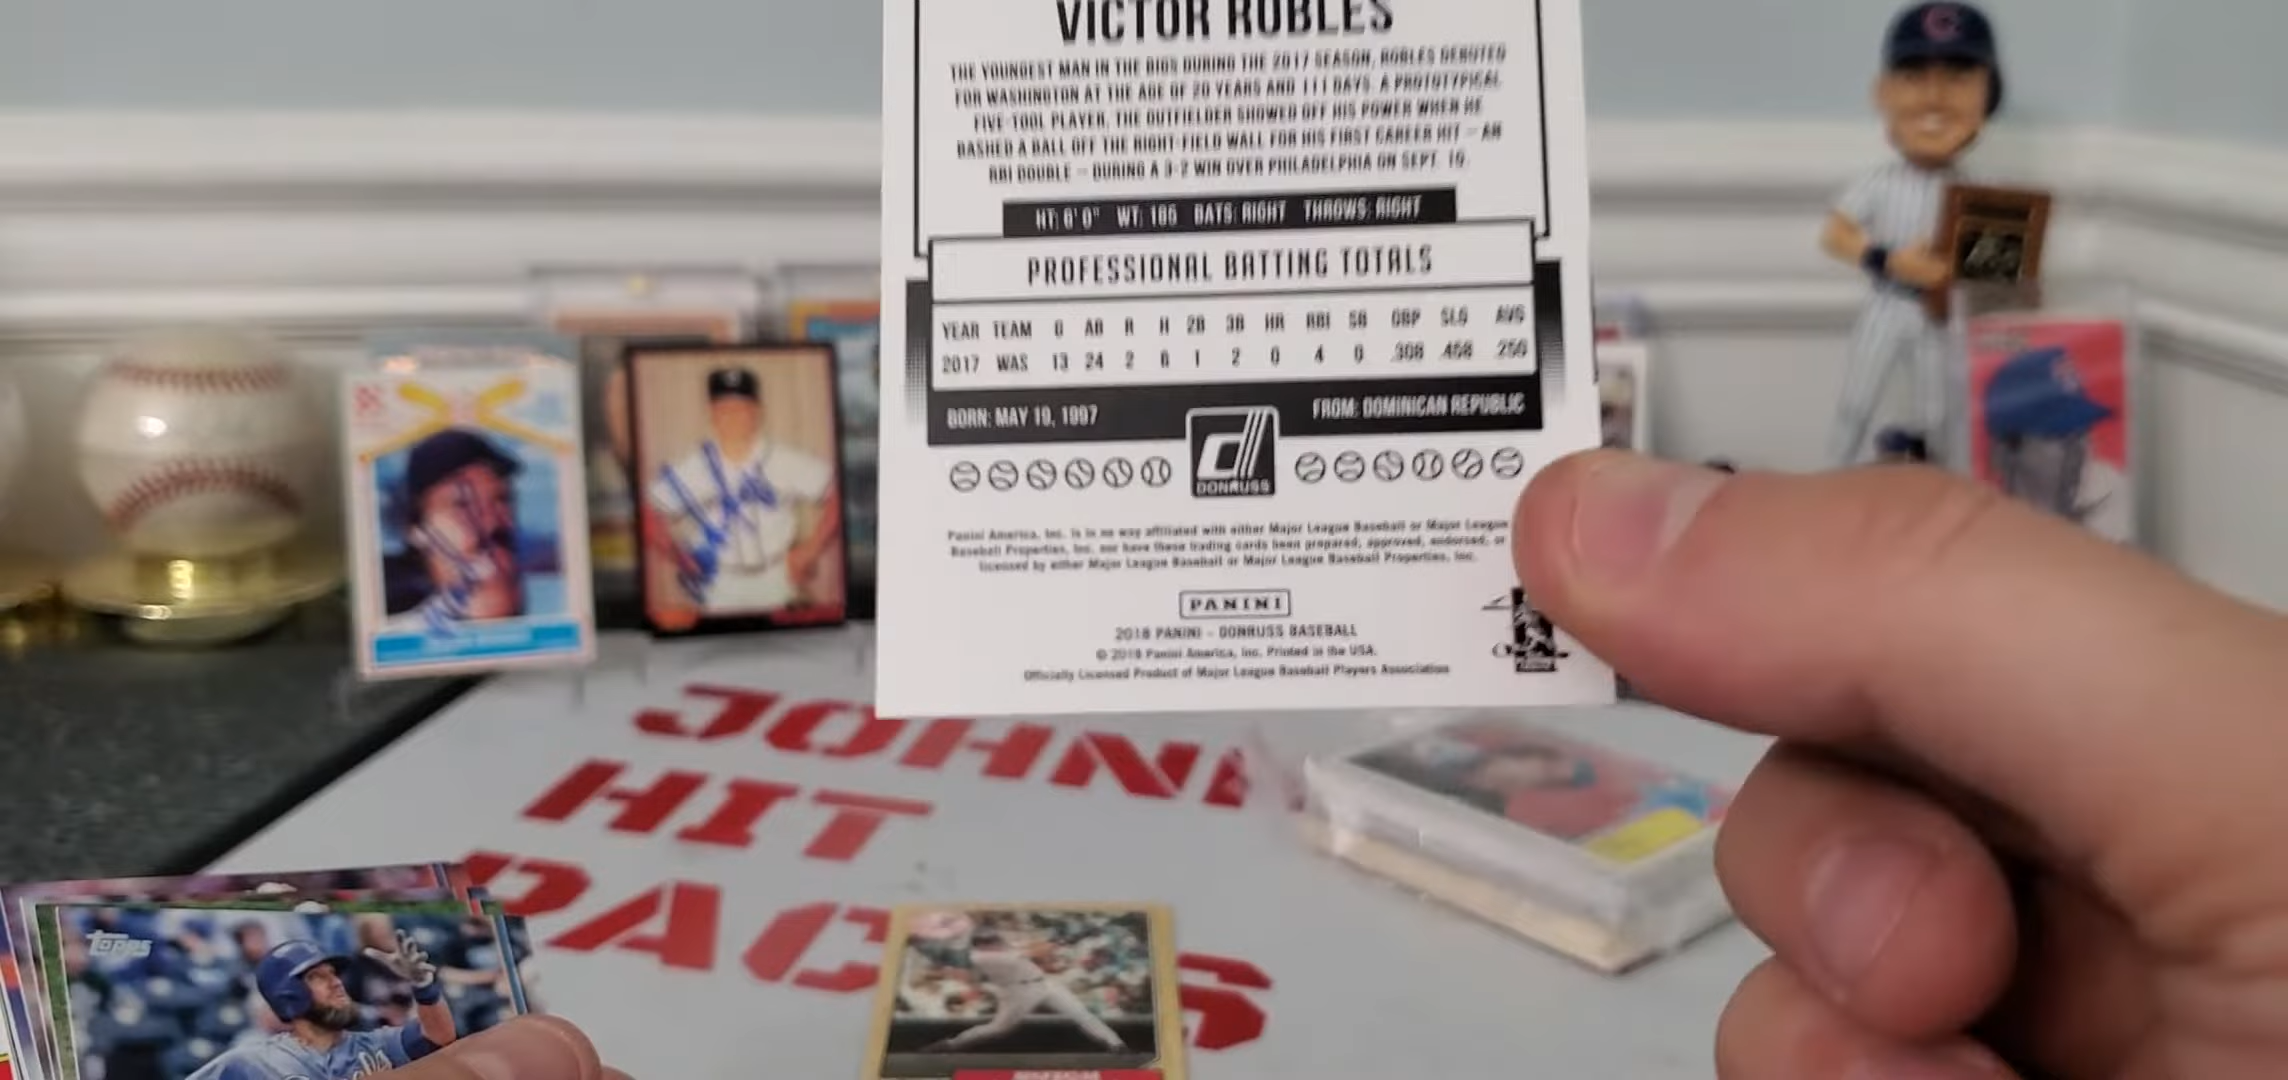 VICTOR ROBLES
THE YOUNGEST MAN IN THE BIGS DURING THE 2017 SEASON, ROBLES DEBUTED
FOR WASHINGTON AT THE AGE OF 20 YEARS AND 111 DAYS. A PROTOTYPICAL
FIVE-TOOL PLAYER, THE OUTFIELDER SHOWED OFF HIS POWER WHEN HE
BASHED A BALL OFF THE RIGHT-FIELD WALL FOR HIS FIRST CAREER HIT – AN
RBI DOUBLE – DURING A 3-2 WIN OVER PHILADELPHIA ON SEPT. 10.
HT: 6' 0" WT: 185 BATS: RIGHT THROWS: RIGHT
PROFESSIONAL BATTING TOTALS
YEAR TEAM G AB R H 2B 3B HR RBI SB OBP SLG AVG
2017 WAS 13 24 2 6 1 2 0 4 0 .308 .458 .250
BORN: MAY 19, 1997
FROM: DOMINICAN REPUBLIC
DONRUSS
Panini America, Inc. is in no way affiliated with either Major League Baseball or Major League
Baseball Properties, Inc. nor have these trading cards been prepared, approved, endorsed, or
licensed by either Major League Baseball or Major League Baseball Properties, Inc.
PANINI
2018 PANINI - DONRUSS BASEBALL
© 2018 Panini America, Inc. Printed in the USA.
Officially Licensed Product of Major League Baseball Players Association
JOHN
HIT
PAC S
Topps